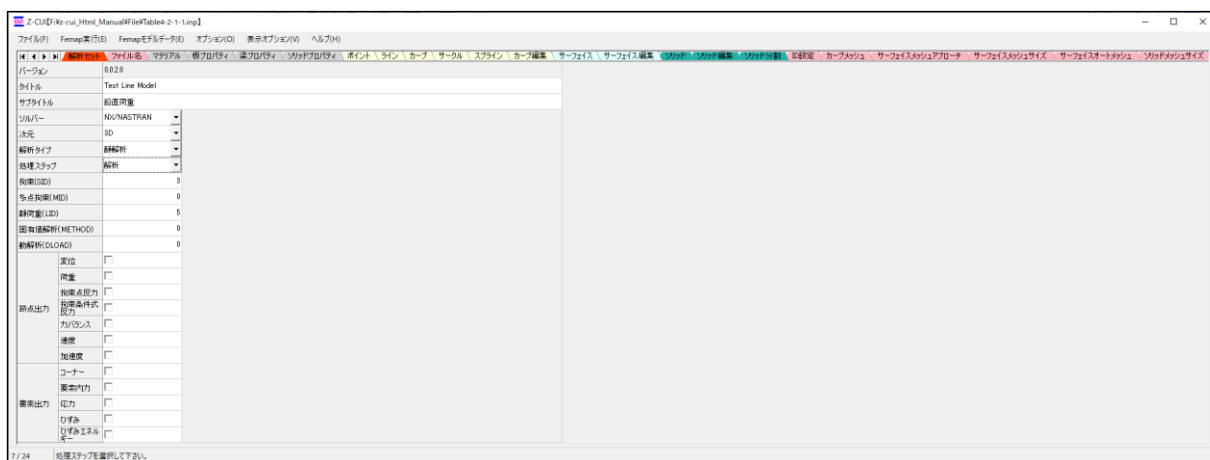 Z-CUI【F:¥z-cui_Html_Manual¥File¥Table4-2-1-1.inp】
ファイル(F) Femap実行(E) Femapモデルデータ(E) オプション(O) 表示オプション(V) ヘルプ(H)
解析セット ファイル名 マテリアル 板プロパティ 梁プロパティ ソリッドプロパティ ポイント ライン カーブ サークル スプライン カーブ編集 サーフェイス サーフェイス編集 ソリッド ソリッド編集 ソリッド分割 ID設定 カーブメッシュ サーフェイスメッシュアプローチ サーフェイスメッシュサイズ サーフェイスオートメッシュ ソリッドメッシュサイズ
バージョン 0.0.2.8
タイトル Test Line Model
サブタイトル 鉛直荷重
ソルバー NX/NASTRAN
次元 3D
解析タイプ 静解析
処理ステップ 解析
拘束(SID) 3
多点拘束(MID) 0
静荷重(LID) 5
固有値解析(METHOD) 0
動解析(DLOAD) 0
節点出力
変位
荷重
拘束点反力
拘束条件式反力
力バランス
速度
加速度
要素出力
コーナー
要素内力
応力
ひずみ
ひずみエネルギー
7 / 24 処理ステップを選択して下さい。